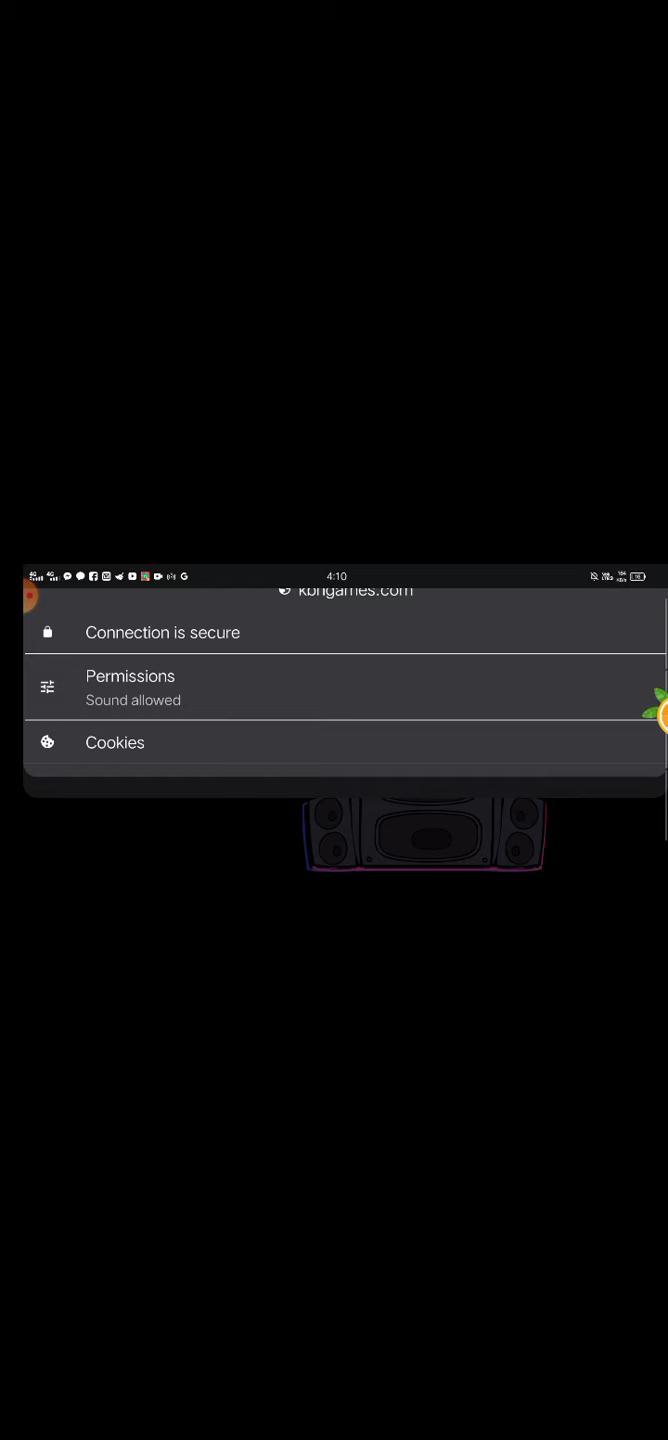 4:10
kbhgames.com
Connection is secure
Permissions
Sound allowed
Cookies